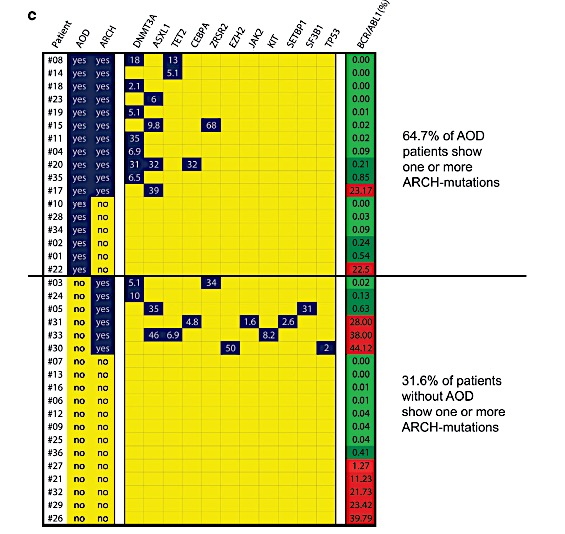 c
Patient AOD ARCH DNMT3A ASXL1 TET2 CEBPA ZRSR2 EZH2 JAK2 KIT SETBP1 SF3B1 TP53 BCR/ABL1(%)
#08 yes yes 18 13 0.00
#14 yes yes 5.1 0.00
#18 yes yes 2.1 0.00
#23 yes yes 6 0.00
#19 yes yes 5.1 0.01
#15 yes yes 9.8 68 0.02
#11 yes yes 35 0.02
#04 yes yes 6.9 0.09
#20 yes yes 31 32 32 0.21
#35 yes yes 6.5 0.85
#17 yes yes 39 23.17
#10 yes no 0.00
#28 yes no 0.03
#34 yes no 0.09
#02 yes no 0.24
#01 yes no 0.54
#22 yes no 22.5
64.7% of AOD
patients show
one or more
ARCH-mutations
#03 no yes 5.1 34 0.02
#24 no yes 10 0.13
#05 no yes 35 31 0.63
#31 no yes 4.8 1.6 2.6 28.00
#33 no yes 46 6.9 8.2 38.00
#30 no yes 50 2 44.12
#07 no no 0.00
#13 no no 0.00
#16 no no 0.01
#06 no no 0.01
#12 no no 0.04
#09 no no 0.04
#25 no no 0.04
#36 no no 0.41
#27 no no 1.27
#21 no no 11.23
#32 no no 21.73
#29 no no 23.42
#26 no no 39.79
31.6% of patients
without AOD
show one or more
ARCH-mutations